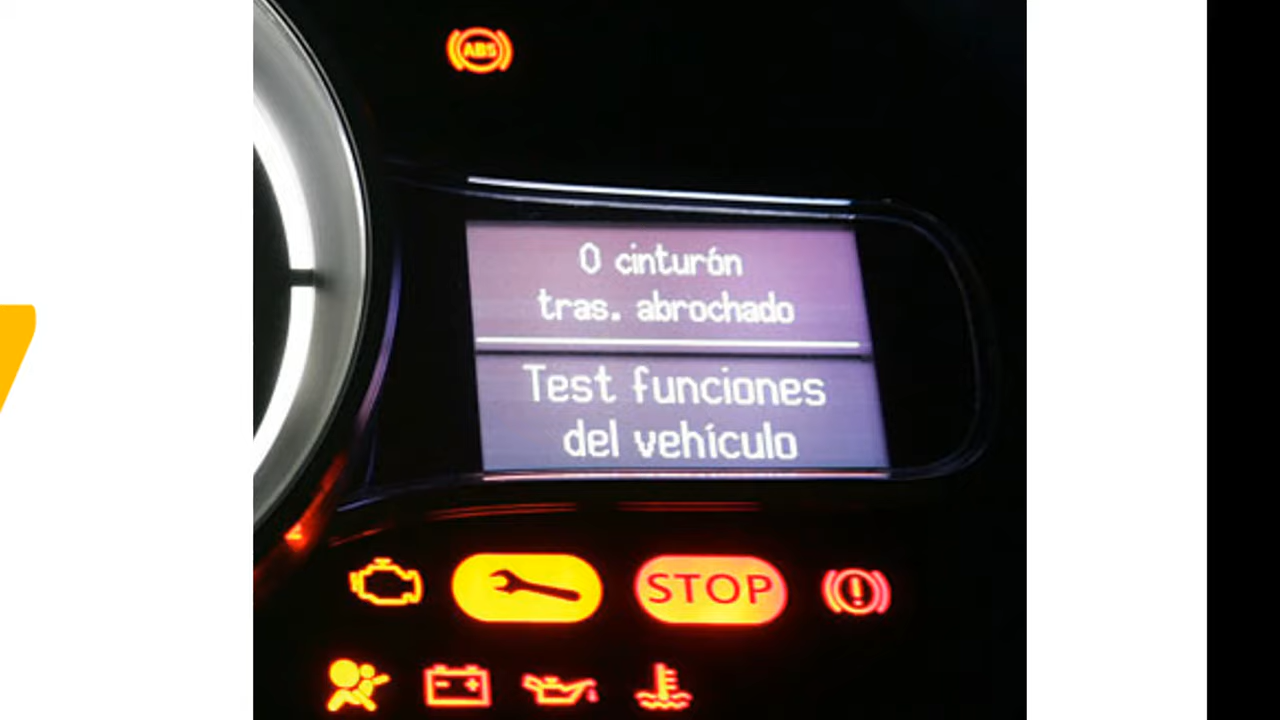 ABS
0 cinturón
tras. abrochado
Test funciones
del vehículo
STOP